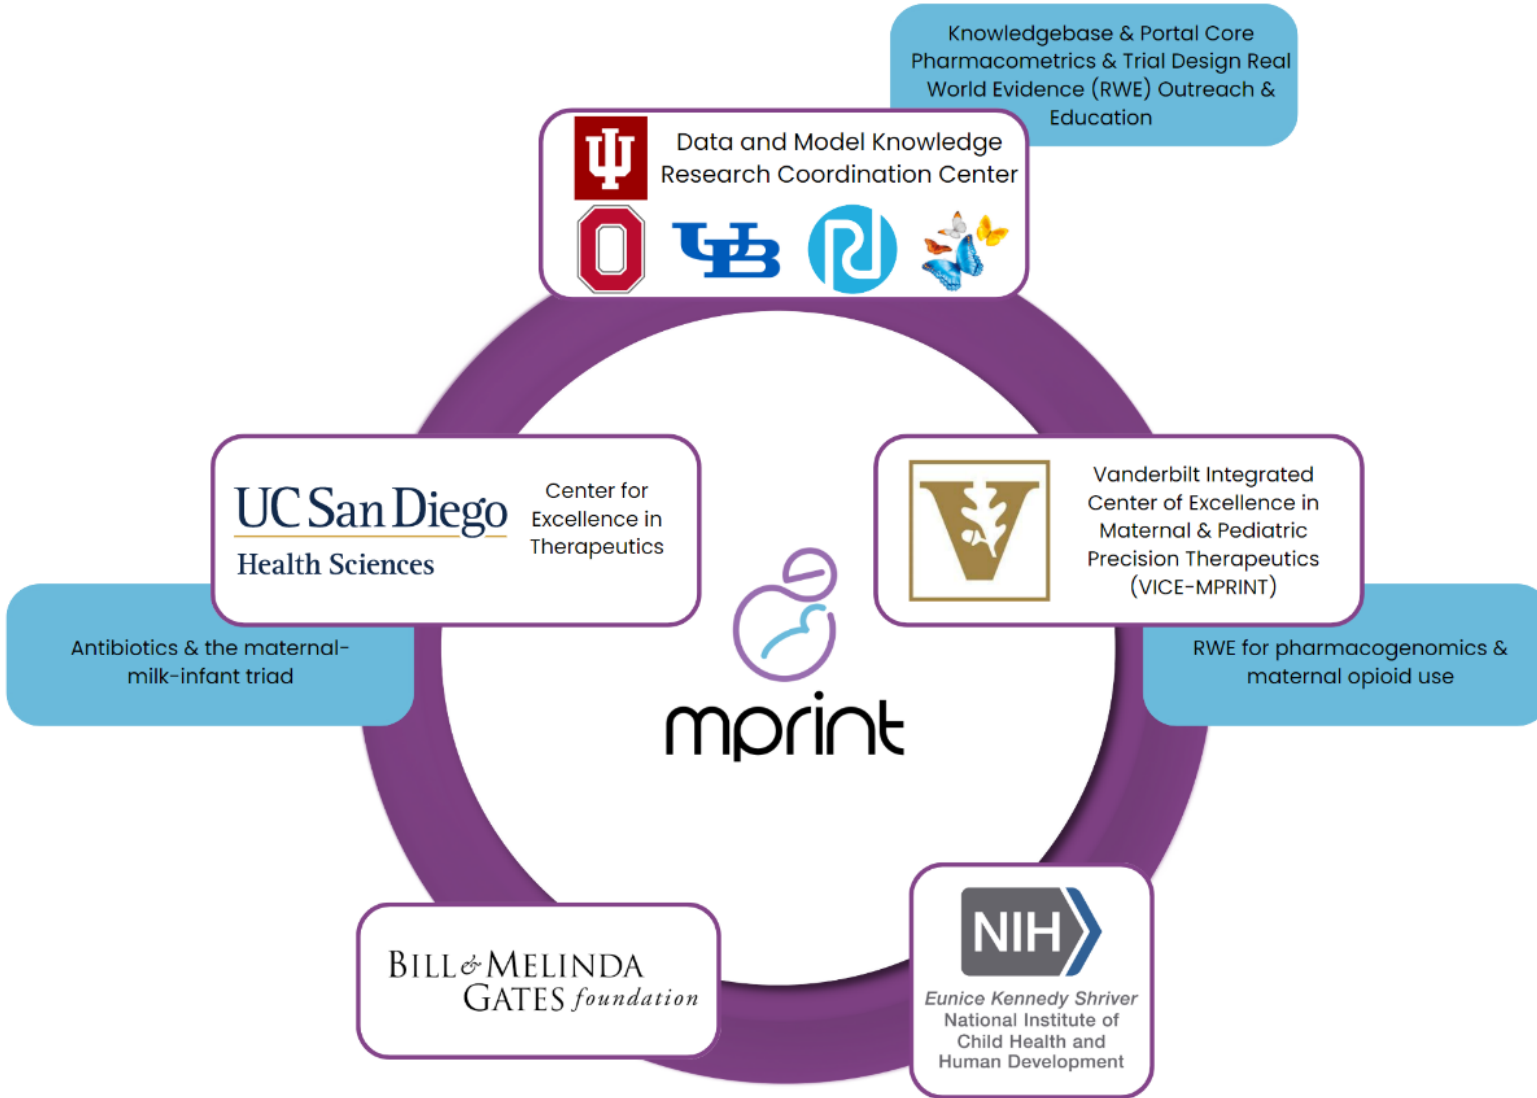 Knowledgebase & Portal Core
Pharmacometrics & Trial Design Real
World Evidence (RWE) Outreach &
Education
Data and Model Knowledge
Research Coordination Center
UB
UC San Diego
Health Sciences
Center for
Excellence in
Therapeutics
V
Vanderbilt Integrated
Center of Excellence in
Maternal & Pediatric
Precision Therapeutics
(VICE-MPRINT)
Antibiotics & the maternal-
milk-infant triad
RWE for pharmacogenomics &
maternal opioid use
mprint
BILL & MELINDA
GATES foundation
NIH
Eunice Kennedy Shriver
National Institute of
Child Health and
Human Development